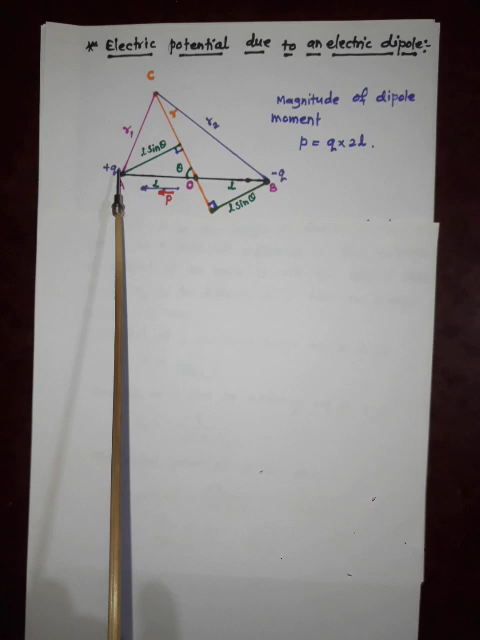 * Electric potential due to an electric dipole:-
C
Magnitude of dipole
moment
p = q x 2l.
r₁
r
r₂
l sinθ
+q
θ
-q
A
l
O
l
B
p
l sinθ